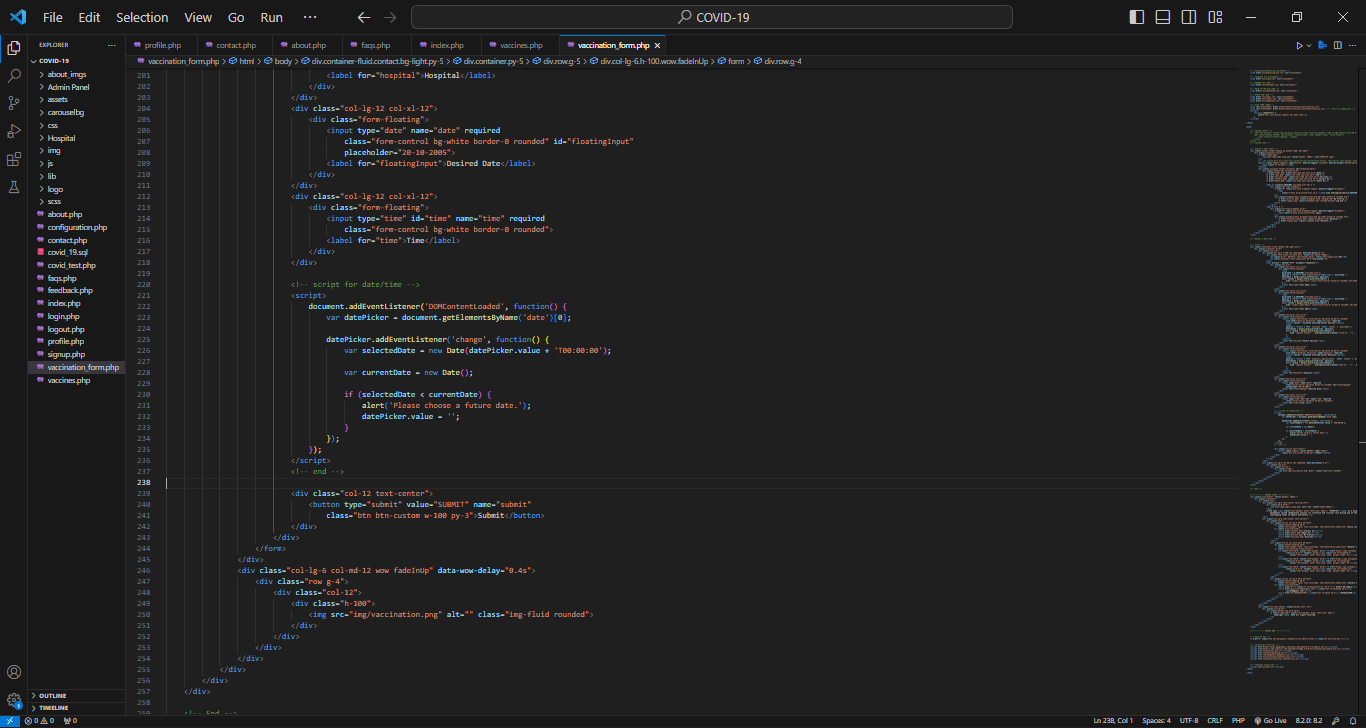 File Edit Selection View Go Run ···
COVID-19
EXPLORER ···
COVID-19
about_imgs
Admin Panel
assets
carouselbg
css
Hospital
img
js
lib
logo
scss
about.php
configuration.php
contact.php
covid_19.sql
covid_test.php
faqs.php
feedback.php
index.php
login.php
logout.php
profile.php
signup.php
vaccination_form.php
vaccines.php
OUTLINE
TIMELINE
profile.php contact.php about.php faqs.php index.php vaccines.php vaccination_form.php
vaccination_form.php > html > body > div.container-fluid.contact.bg-light.py-5 > div.container.py-5 > div.row.g-5 > div.col-lg-6.h-100.wow.fadeInUp > form > div.row.g-4
201 <label for="hospital">Hospital</label>
202 </div>
203 </div>
204 <div class="col-lg-12 col-xl-12">
205 <div class="form-floating">
206 <input type="date" name="date" required
207 class="form-control bg-white border-0 rounded" id="floatingInput"
208 placeholder="20-10-2005">
209 <label for="floatingInput">Desired Date</label>
210 </div>
211 </div>
212 <div class="col-lg-12 col-xl-12">
213 <div class="form-floating">
214 <input type="time" id="time" name="time" required
215 class="form-control bg-white border-0 rounded">
216 <label for="time">Time</label>
217 </div>
218 </div>
219
220 <!-- script for date/time -->
221 <script>
222 document.addEventListener('DOMContentLoaded', function() {
223 var datePicker = document.getElementsByName('date')[0];
224
225 datePicker.addEventListener('change', function() {
226 var selectedDate = new Date(datePicker.value + 'T00:00:00');
227
228 var currentDate = new Date();
229
230 if (selectedDate < currentDate) {
231 alert('Please choose a future date.');
232 datePicker.value = '';
233 }
234 });
235 });
236 </script>
237 <!-- end -->
238
239 <div class="col-12 text-center">
240 <button type="submit" value="SUBMIT" name="submit"
241 class="btn btn-custom w-100 py-3">Submit</button>
242 </div>
243 </div>
244 </form>
245 </div>
246 <div class="col-lg-6 col-md-12 wow fadeInUp" data-wow-delay="0.4s">
247 <div class="row g-4">
248 <div class="col-12">
249 <div class="h-100">
250 <img src="img/vaccination.png" alt="" class="img-fluid rounded">
251 </div>
252 </div>
253 </div>
254 </div>
255 </div>
256 </div>
257 </div>
258
259 <!-- End -->
0 0 0 Ln 238, Col 1 Spaces: 4 UTF-8 CRLF PHP Go Live 8.2.0: 8.2